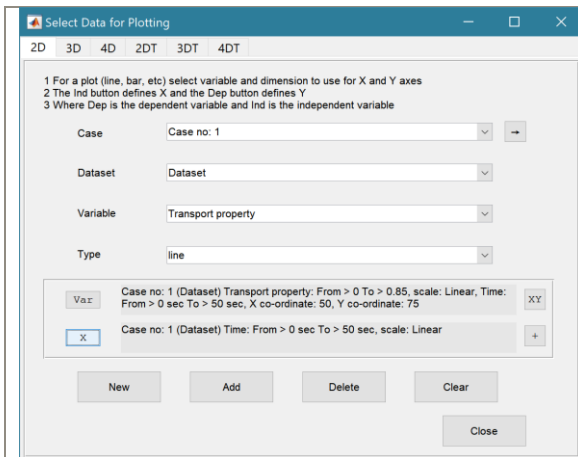 Select Data for Plotting
2D 3D 4D 2DT 3DT 4DT
1 For a plot (line, bar, etc) select variable and dimension to use for X and Y axes
2 The Ind button defines X and the Dep button defines Y
3 Where Dep is the dependent variable and Ind is the independent variable
Case Case no: 1 →
Dataset Dataset
Variable Transport property
Type line
Var Case no: 1 (Dataset) Transport property: From > 0 To > 0.85, scale: Linear, Time:
From > 0 sec To > 50 sec, X co-ordinate: 50, Y co-ordinate: 75 XY
X Case no: 1 (Dataset) Time: From > 0 sec To > 50 sec, scale: Linear +
New Add Delete Clear
Close